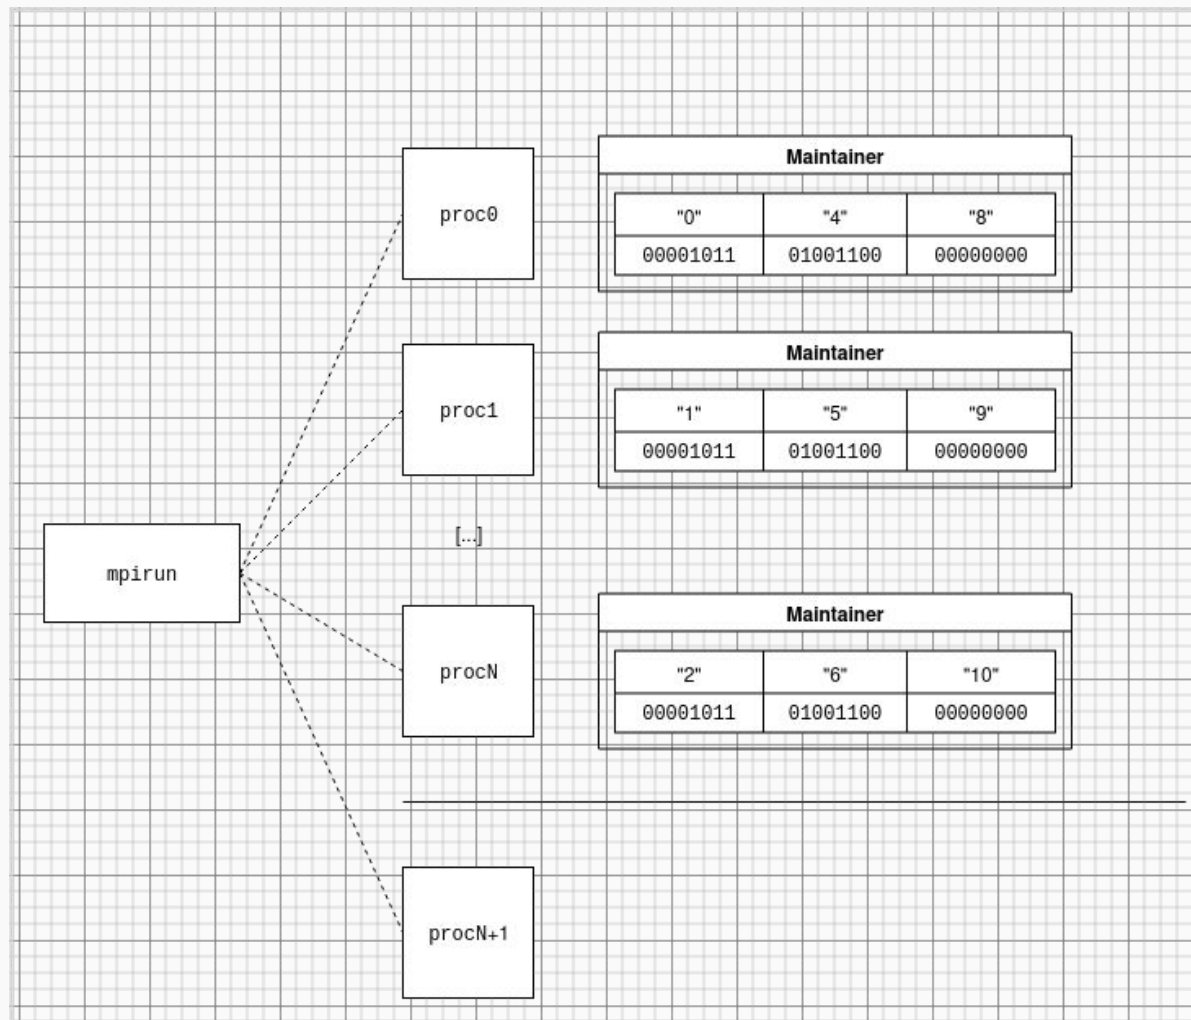 Maintainer
proc0
"0" "4" "8"
00001011 01001100 00000000
Maintainer
proc1
"1" "5" "9"
00001011 01001100 00000000
[...]
mpirun
Maintainer
procN
"2" "6" "10"
00001011 01001100 00000000
procN+1